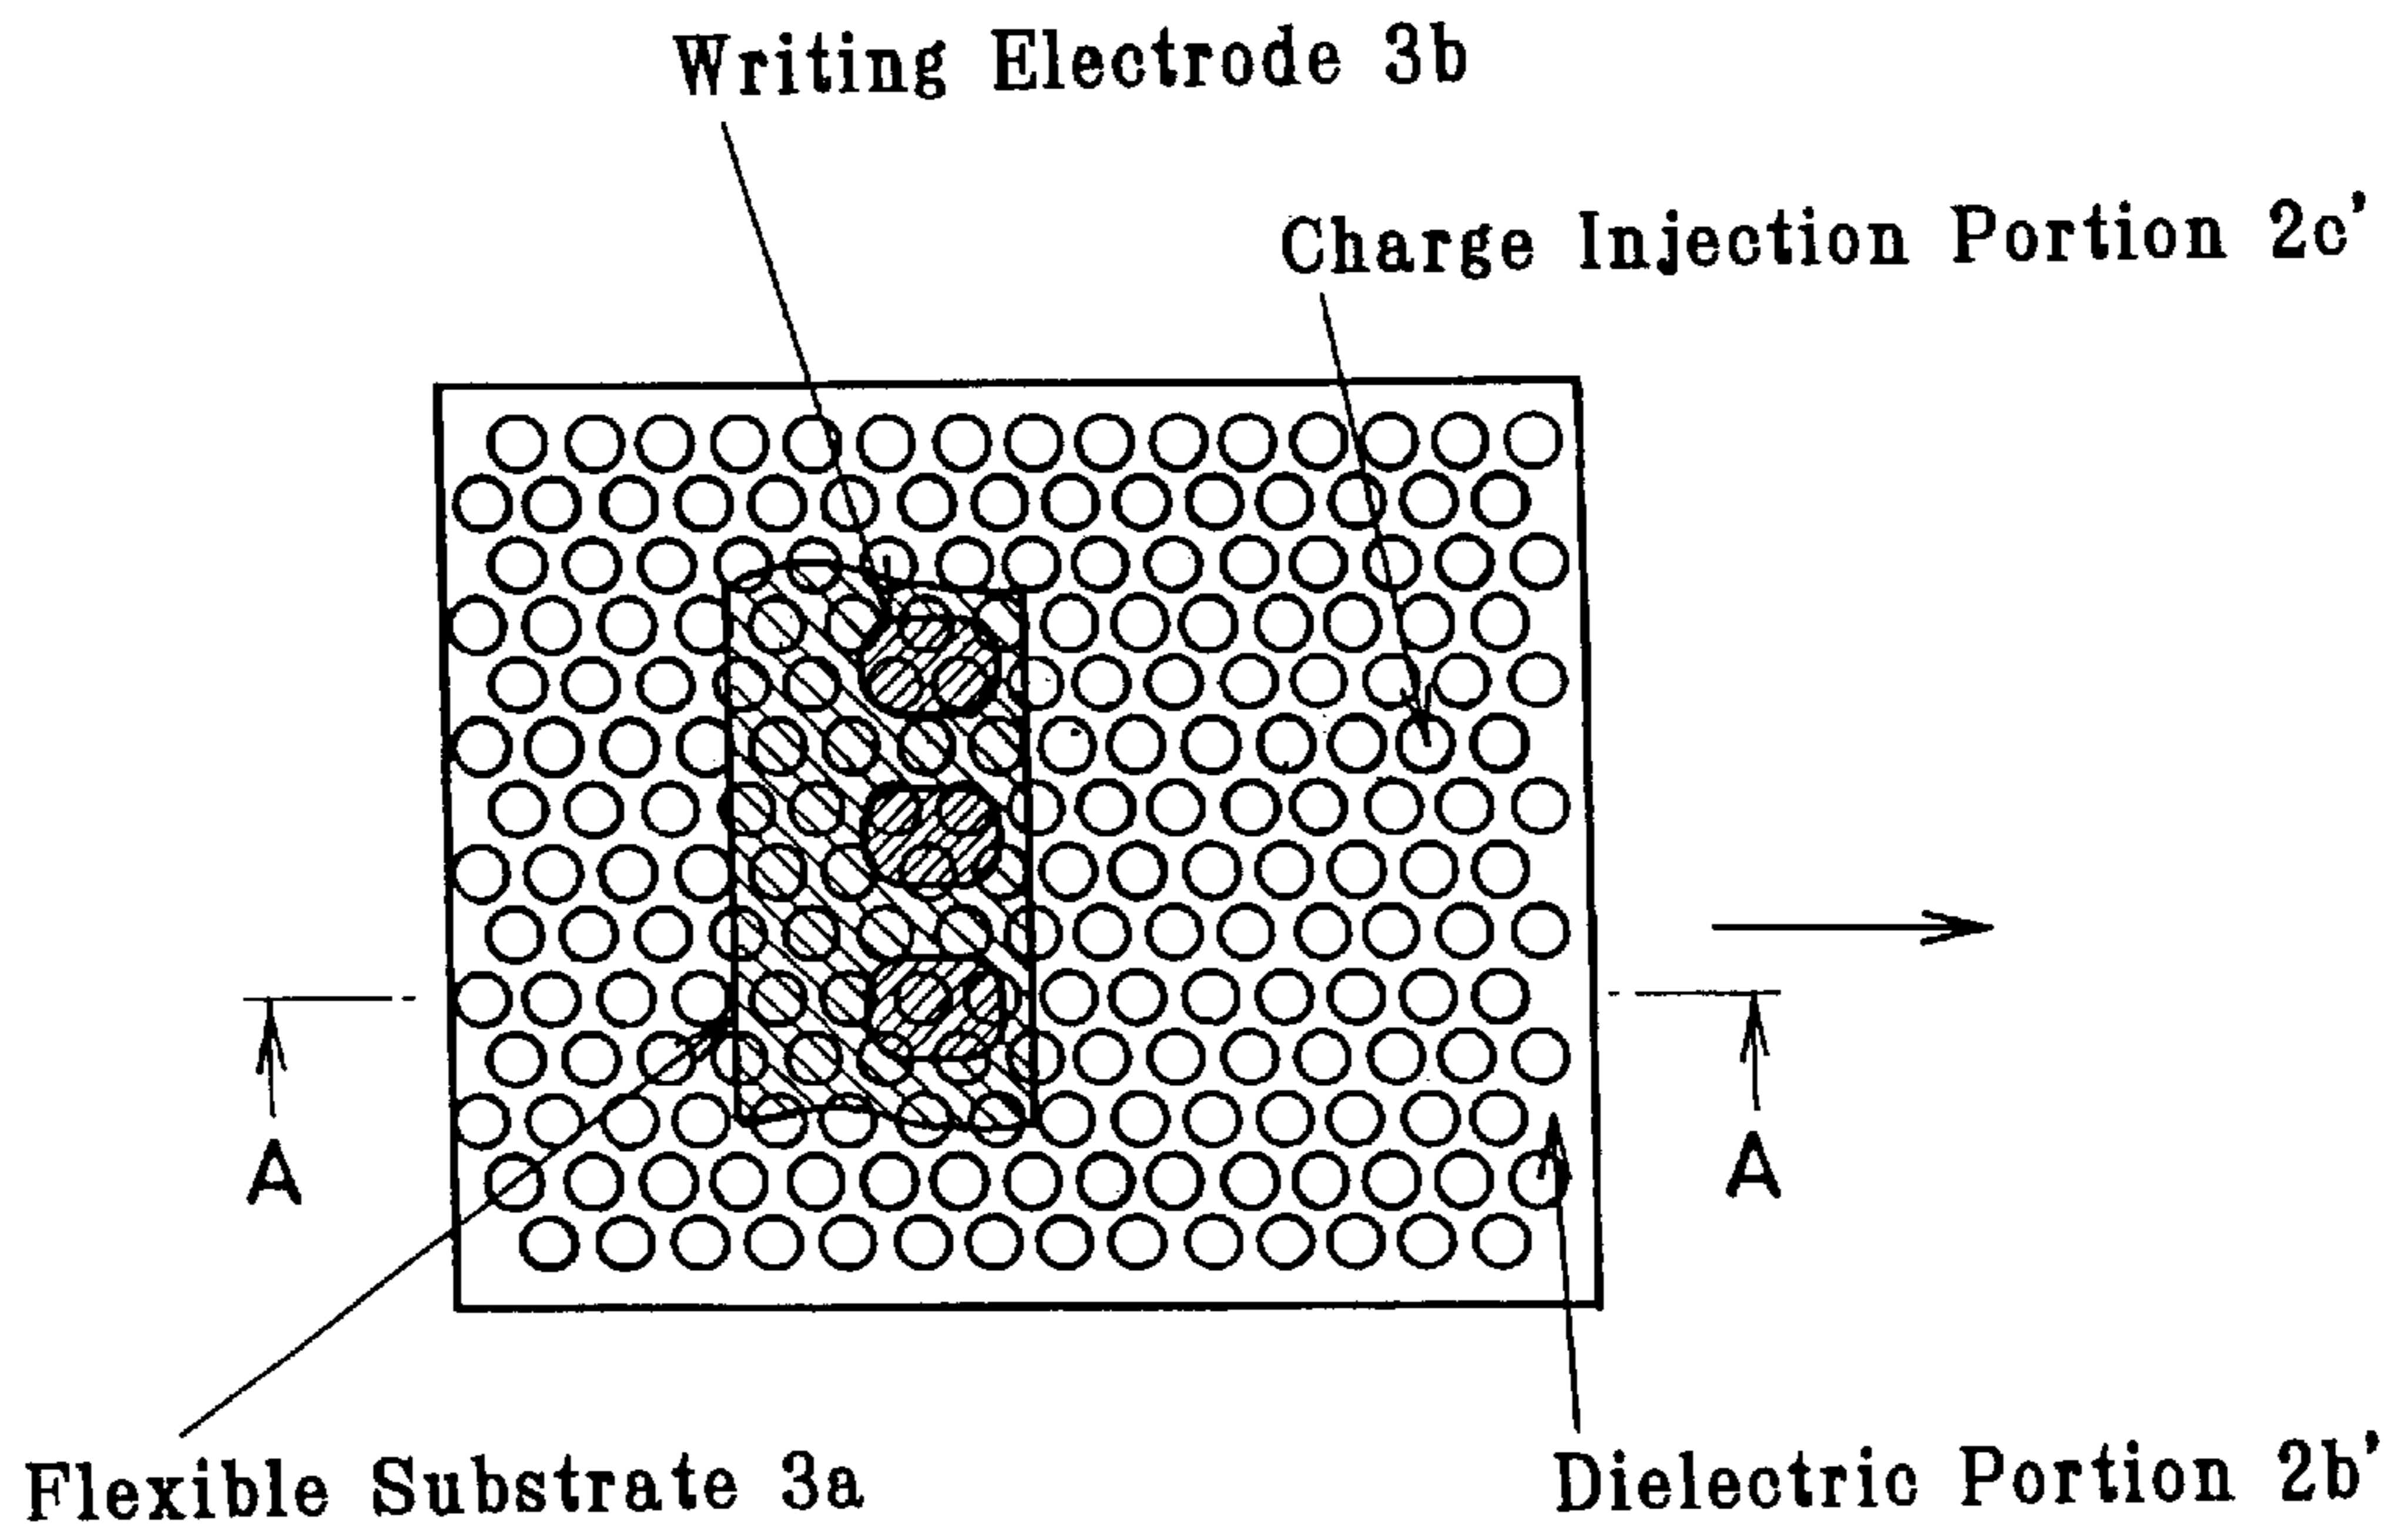 Writing Electrode 3b
Charge Injection Portion 2c'
A
A
Flexible Substrate 3a
Dielectric Portion 2b'